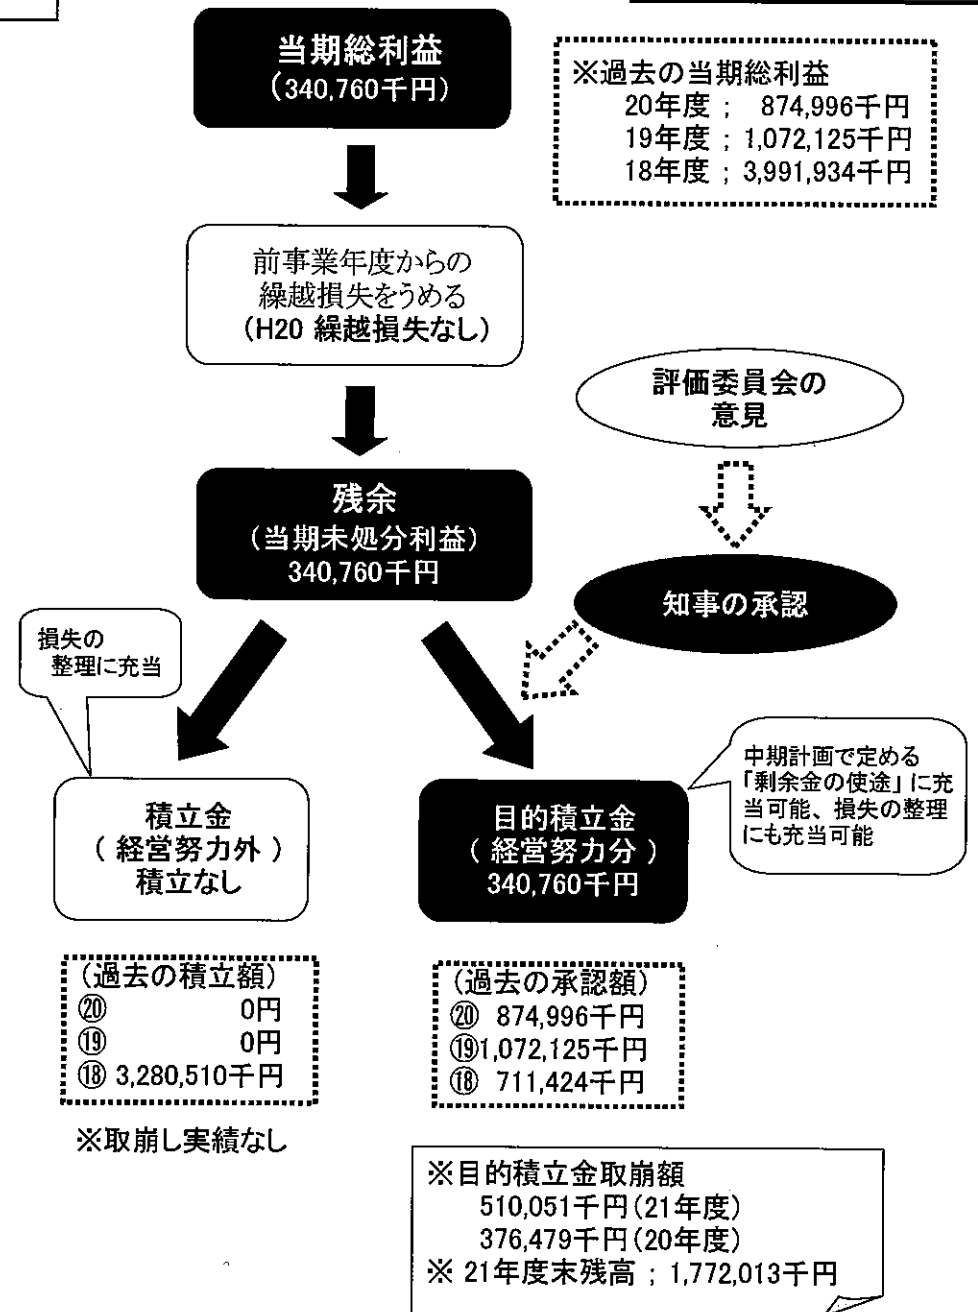 当期総利益
(340,760千円)
※過去の当期総利益
20年度 ; 874,996千円
19年度 ; 1,072,125千円
18年度 ; 3,991,934千円
前事業年度からの
繰越損失をうめる
(H20 繰越損失なし)
評価委員会の
意見
残余
(当期未処分利益)
340,760千円
知事の承認
損失の
整理に充当
中期計画で定める
「剰余金の使途」に充
当可能、損失の整理
にも充当可能
積立金
( 経営努力外 )
積立なし
目的積立金
( 経営努力分 )
340,760千円
(過去の積立額)
⑳ 0円
⑲ 0円
⑱ 3,280,510千円
※取崩し実績なし
(過去の承認額)
⑳ 874,996千円
⑲1,072,125千円
⑱ 711,424千円
※目的積立金取崩額
510,051千円(21年度)
376,479千円(20年度)
※ 21年度末残高 ; 1,772,013千円